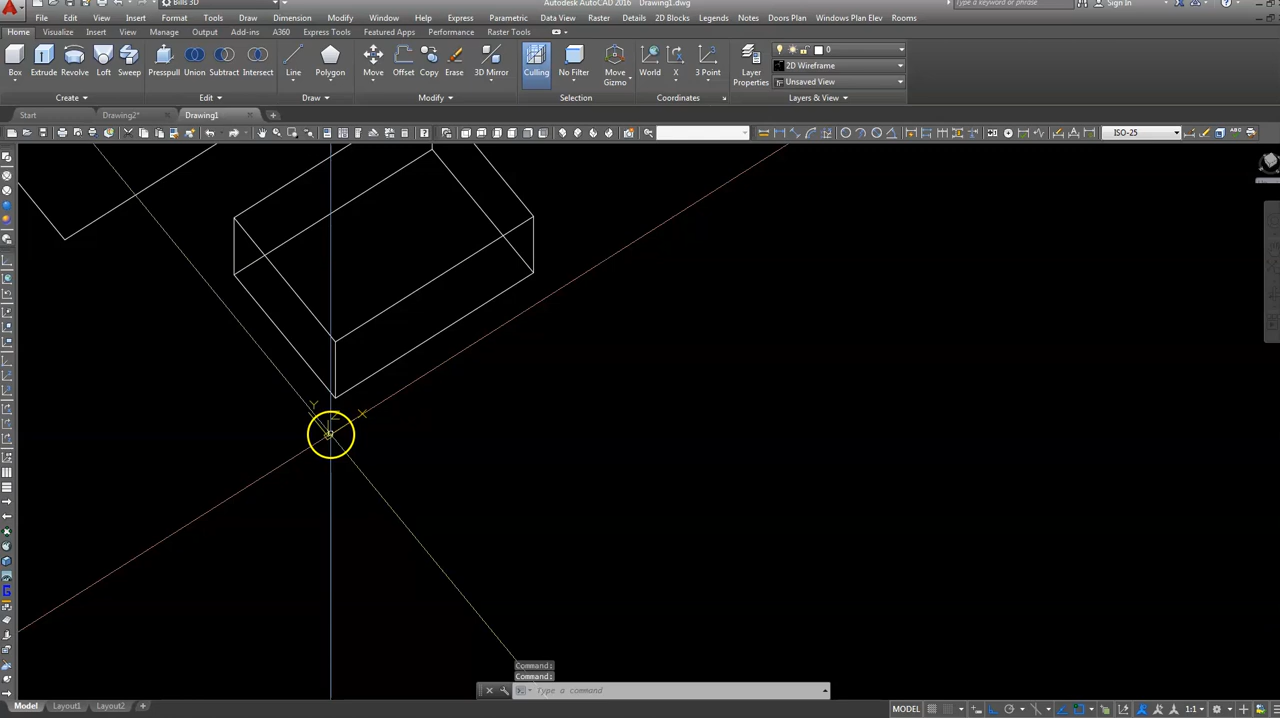 Bills 3D
Autodesk AutoCAD 2016 Drawing1.dwg
Type a keyword or phrase
Sign In
File Edit View Insert Format Tools Draw Dimension Modify Window Help Express Parametric Data View Raster Details 2D Blocks Legends Notes Doors Plan Windows Plan Elev Rooms
Home Visualize Insert View Manage Output Add-ins A360 Express Tools Featured Apps Performance Raster Tools
0
2D Wireframe
Unsaved View
Box Extrude Revolve Loft Sweep Presspull Union Subtract Intersect Line Polygon Move Offset Copy Erase 3D Mirror Culling No Filter Move Gizmo World X 3 Point Layer Properties
Create Edit Draw Modify Selection Coordinates Layers & View
Start Drawing2* Drawing1
ISO-25
Y
Z
X
Command:
Command:
Type a command
Model Layout1 Layout2
MODEL 1:1